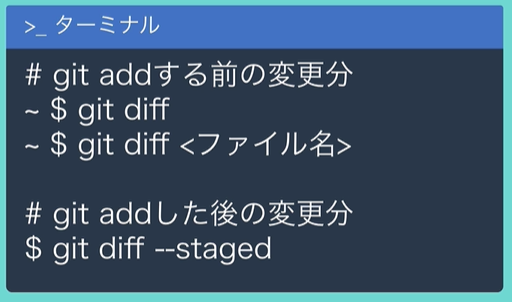 >_ ターミナル
# git addする前の変更分
~ $ git diff
~ $ git diff <ファイル名>
# git addした後の変更分
$ git diff --staged